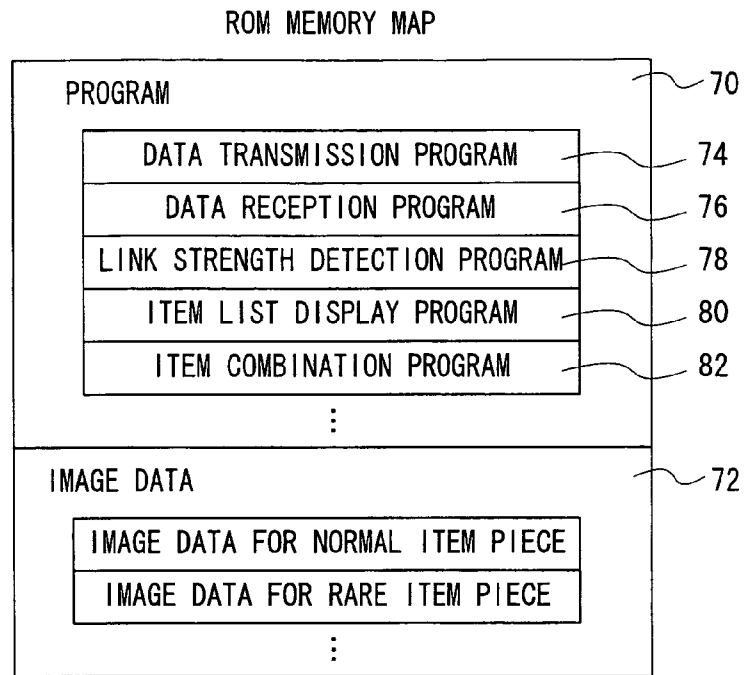 ROM MEMORY MAP
PROGRAM
70
DATA TRANSMISSION PROGRAM
74
DATA RECEPTION PROGRAM
76
LINK STRENGTH DETECTION PROGRAM
78
ITEM LIST DISPLAY PROGRAM
80
ITEM COMBINATION PROGRAM
82
⋮
IMAGE DATA
72
IMAGE DATA FOR NORMAL ITEM PIECE
IMAGE DATA FOR RARE ITEM PIECE
⋮